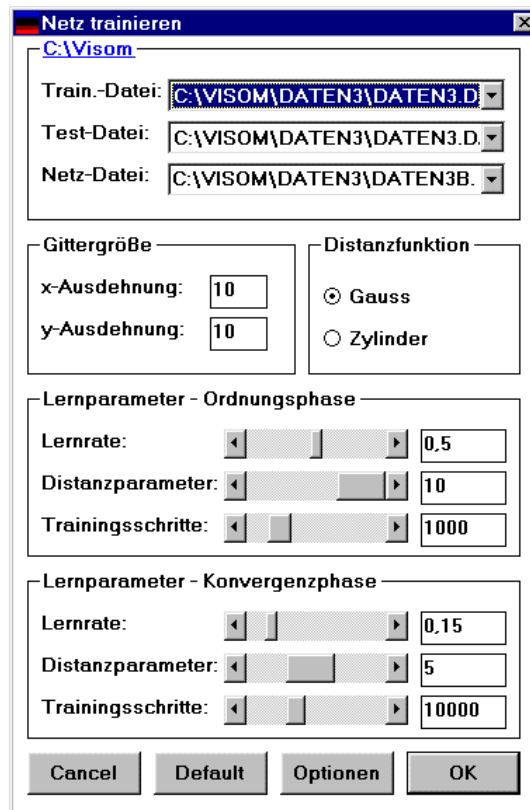 Netz trainieren
C:\Visom
Train.-Datei: C:\VISOM\DATEN3\DATEN3.D
Test-Datei: C:\VISOM\DATEN3\DATEN3.D.
Netz-Datei: C:\VISOM\DATEN3\DATEN3B.
Gittergröße
x-Ausdehnung: 10
y-Ausdehnung: 10
Distanzfunktion
Gauss
Zylinder
Lernparameter - Ordnungsphase
Lernrate: 0,5
Distanzparameter: 10
Trainingsschritte: 1000
Lernparameter - Konvergenzphase
Lernrate: 0,15
Distanzparameter: 5
Trainingsschritte: 10000
Cancel Default Optionen OK